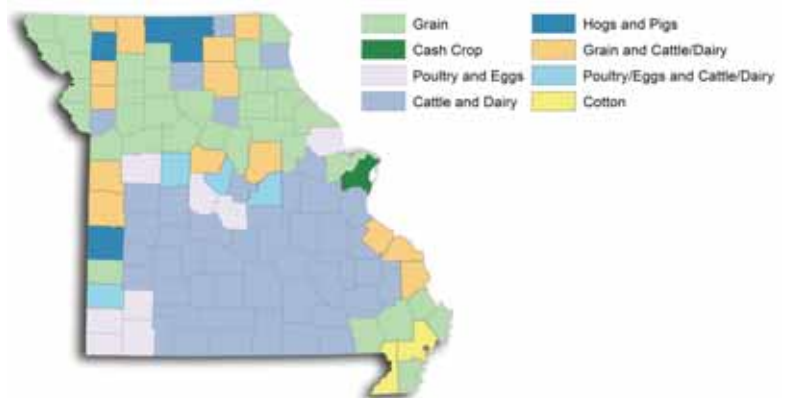 Grain
Cash Crop
Poultry and Eggs
Cattle and Dairy
Hogs and Pigs
Grain and Cattle/Dairy
Poultry/Eggs and Cattle/Dairy
Cotton